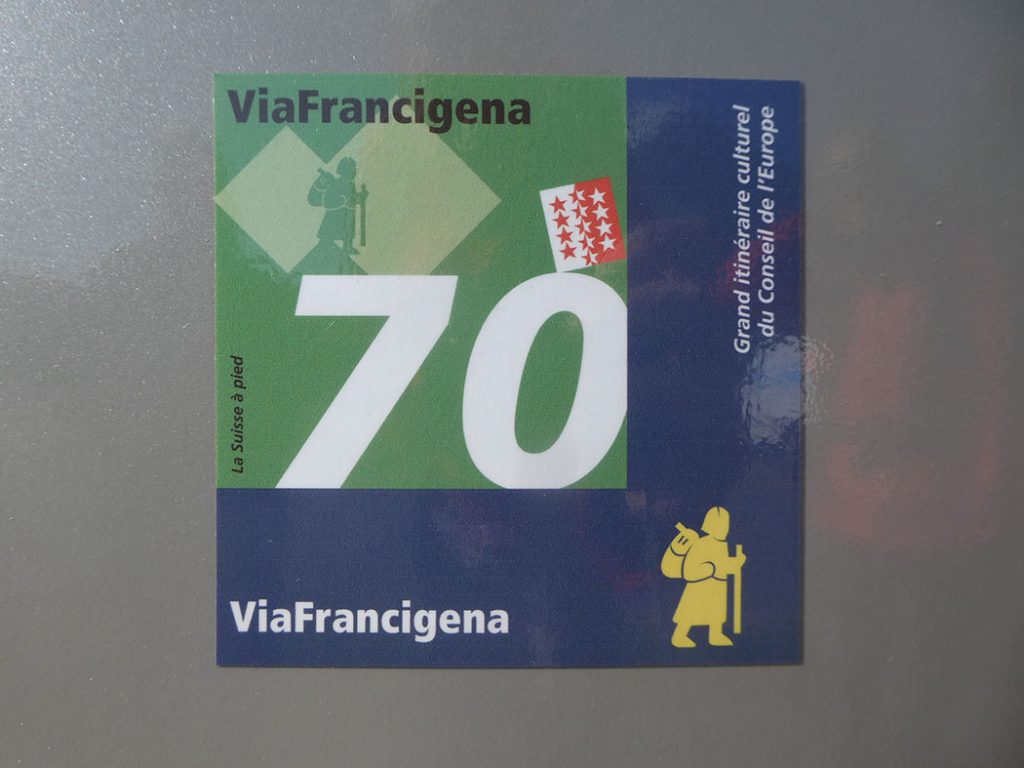 ViaFrancigena
70
La Suisse à pied
Grand itinéraire culturel
du Conseil de l'Europe
ViaFrancigena